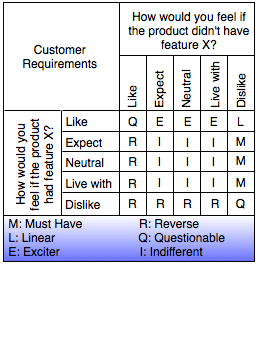 Customer
Requirements
How would you feel if
the product didn't have
feature X?
Like
Expect
Neutral
Live with
Dislike
How would you
feel if the product
had feature X?
Like Q E E E L
Expect R I I I M
Neutral R I I I M
Live with R I I I M
Dislike R R R R Q
M: Must Have R: Reverse
L: Linear Q: Questionable
E: Exciter I: Indifferent